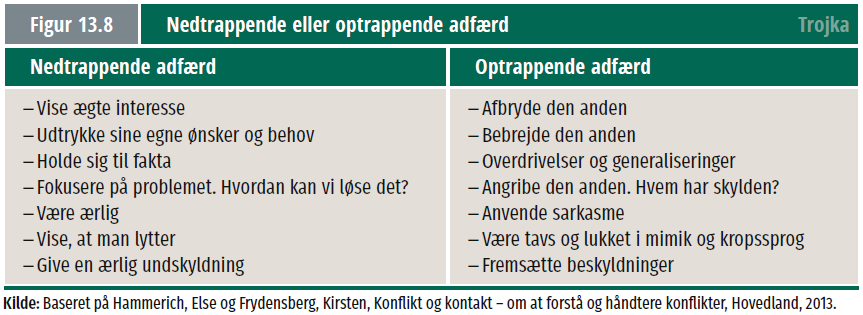 Figur 13.8
Nedtrappende eller optrappende adfærd
Trojka
Nedtrappende adfærd
– Vise ægte interesse
– Udtrykke sine egne ønsker og behov
– Holde sig til fakta
– Fokusere på problemet. Hvordan kan vi løse det?
– Være ærlig
– Vise, at man lytter
– Give en ærlig undskyldning
Optrappende adfærd
– Afbryde den anden
– Bebrejde den anden
– Overdrivelser og generaliseringer
– Angribe den anden. Hvem har skylden?
– Anvende sarkasme
– Være tavs og lukket i mimik og kropssprog
– Fremsætte beskyldninger
Kilde: Baseret på Hammerich, Else og Frydensberg, Kirsten, Konflikt og kontakt – om at forstå og håndtere konflikter, Hovedland, 2013.